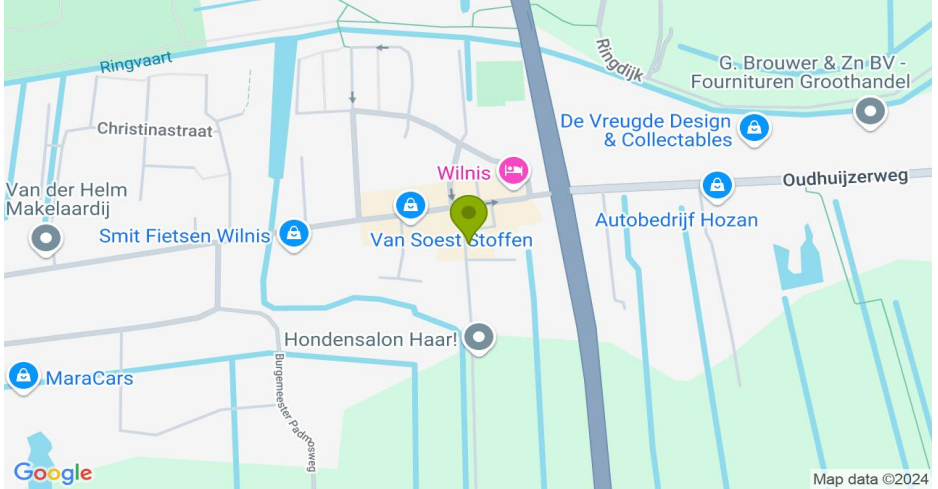 Ringvaart
Ringdijk
G. Brouwer & Zn BV -
Fournituren Groothandel
Christinastraat
De Vreugde Design
& Collectables
Wilnis
Oudhuijzerweg
Van der Helm
Makelaardij
Smit Fietsen Wilnis
Van Soest Stoffen
Autobedrijf Hozan
Hondensalon Haar!
MaraCars
Burgemeester Padmosweg
Google
Map data ©2024